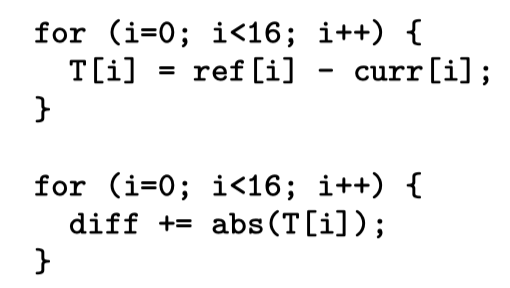 for (i=0; i<16; i++) {
  T[i] = ref[i] - curr[i];
}

for (i=0; i<16; i++) {
  diff += abs(T[i]);
}